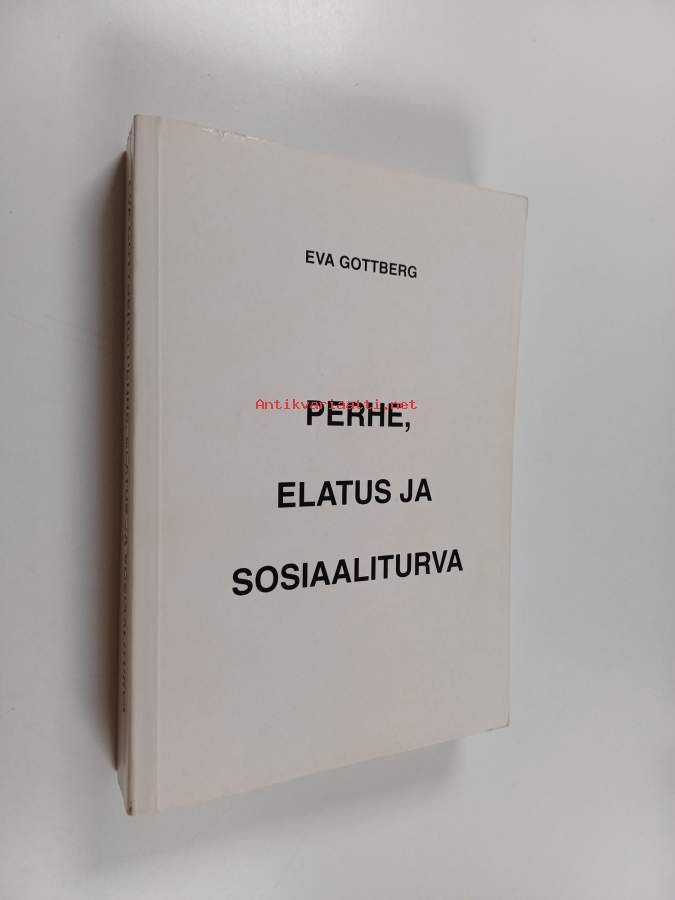 EVA GOTTBERG
Antikvariaatti.net
PERHE,
ELATUS JA
SOSIAALITURVA